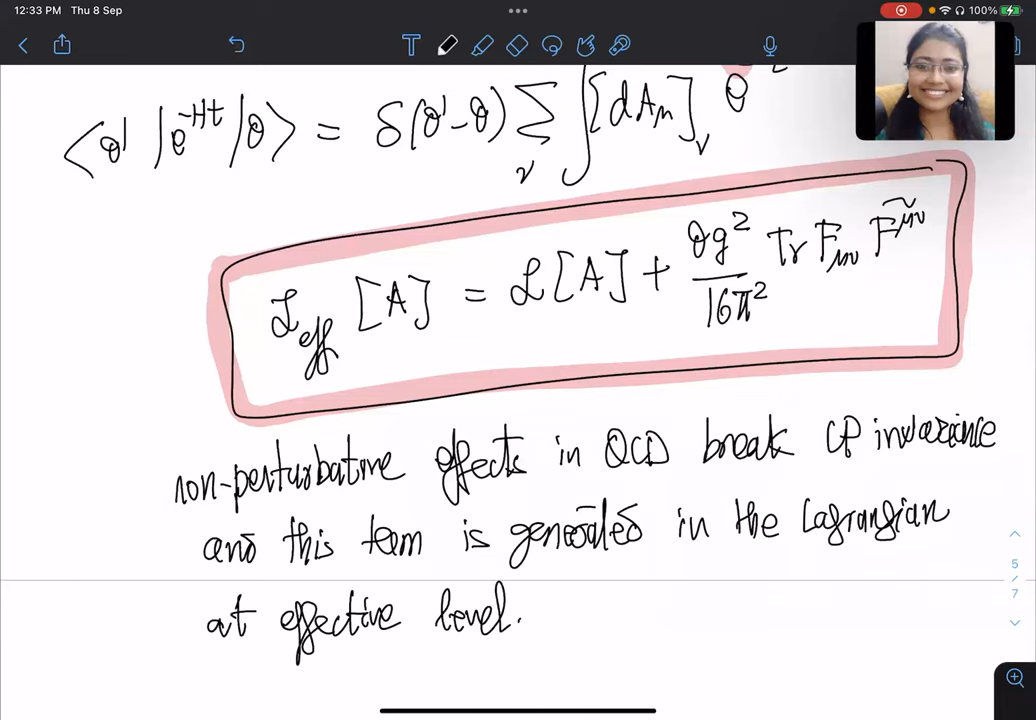 12:33 PM Thu 8 Sep
100%
⟨θ' |e^-Ht |θ⟩ = δ(θ'-θ) ∑_ν ∫[dA_μ]_ν e
ℒ_eff [A] = ℒ[A] + θg²/16π² Tr F_μν F̃^μν
non-perturbative effects in QCD break CP invariance
and this term is generated in the Lagrangian
at effective level.
5
/
7